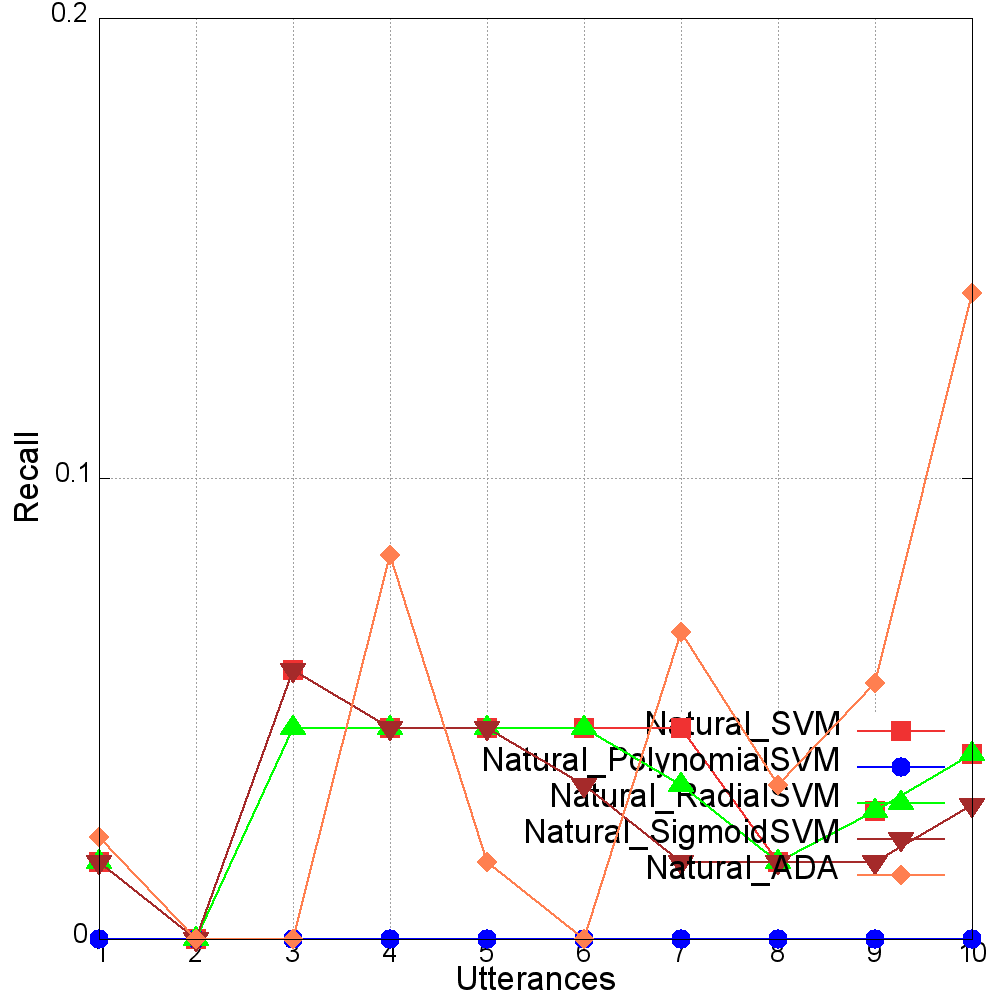 0.2
0.1
0
Recall
Natural_SVM
Natural_PolynomialSVM
Natural_RadialSVM
Natural_SigmoidSVM
Natural_ADA
1 2 3 4 5 6 7 8 9 10
Utterances